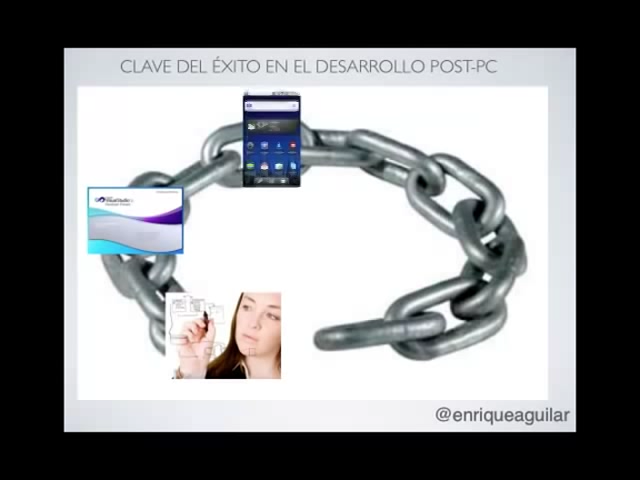 CLAVE DEL ÉXITO EN EL DESARROLLO POST-PC
@enriqueaguilar